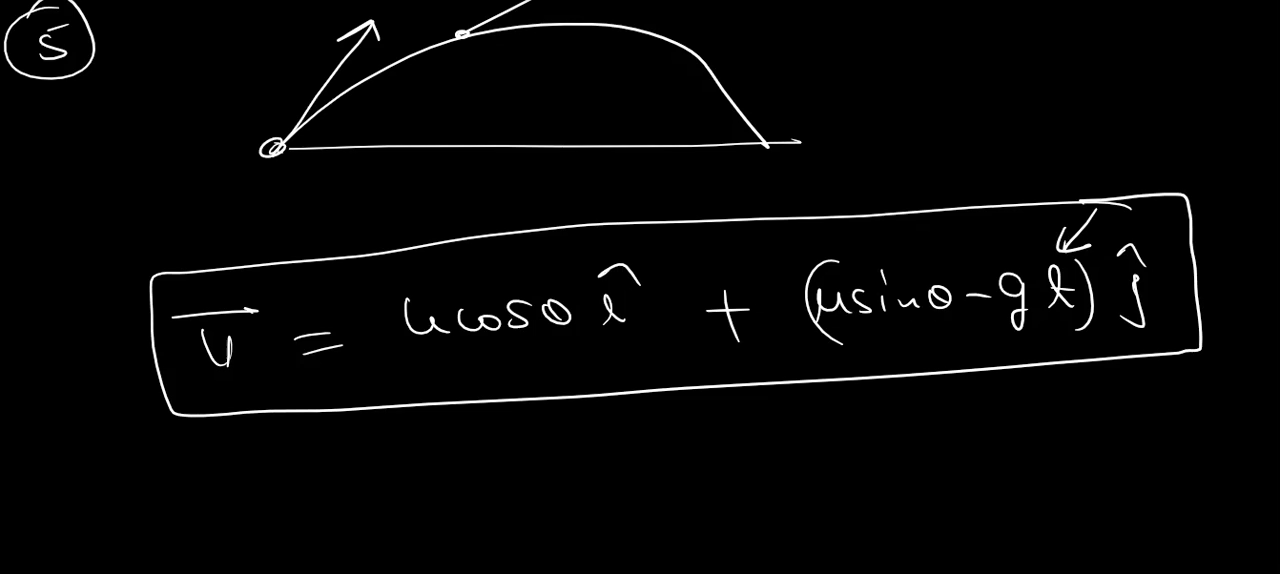 5
v⃗ = ucosθ î + (usinθ-gt) ĵ